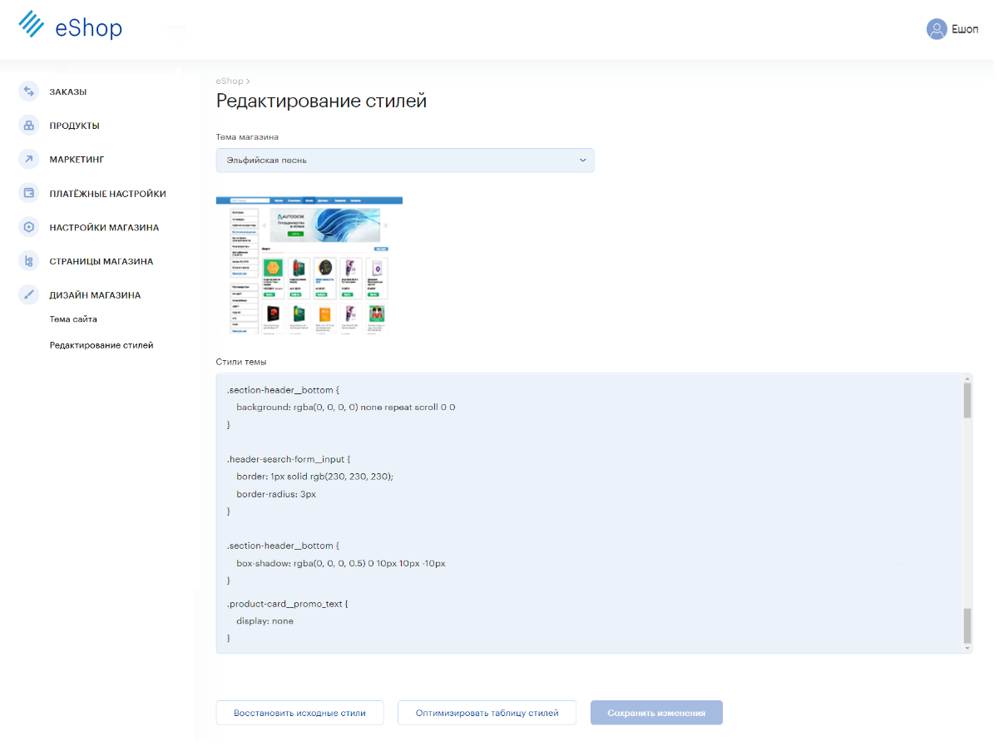 eShop
Ешоп
ЗАКАЗЫ
ПРОДУКТЫ
МАРКЕТИНГ
ПЛАТЁЖНЫЕ НАСТРОЙКИ
НАСТРОЙКИ МАГАЗИНА
СТРАНИЦЫ МАГАЗИНА
ДИЗАЙН МАГАЗИНА
Тема сайта
Редактирование стилей
eShop >
Редактирование стилей
Тема магазина
Эльфийская песнь
AUTODESK
Стили темы
.section-header__bottom {
background: rgba(0, 0, 0, 0) none repeat scroll 0 0
}
.header-search-form__input {
border: 1px solid rgb(230, 230, 230);
border-radius: 3px
}
.section-header__bottom {
box-shadow: rgba(0, 0, 0, 0.5) 0 10px 10px -10px
}
.product-card__promo_text {
display: none
}
Восстановить исходные стили
Оптимизировать таблицу стилей
Сохранить изменения